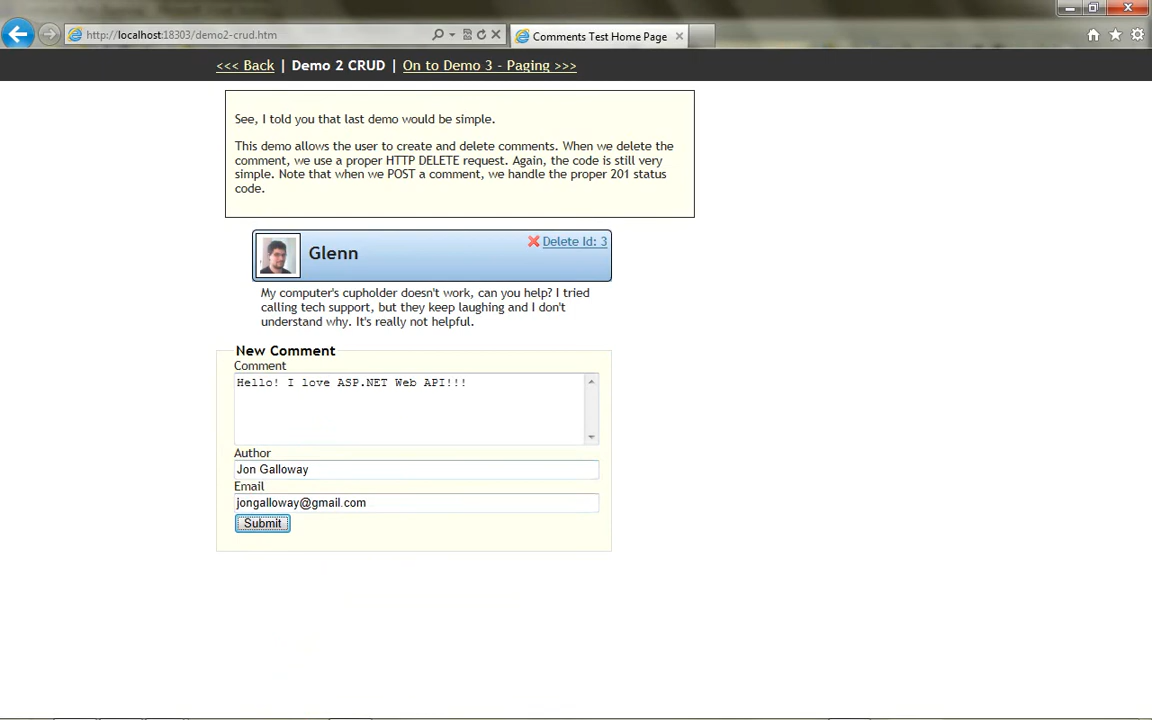 http://localhost:18303/demo2-crud.htm
Comments Test Home Page
<<< Back | Demo 2 CRUD | On to Demo 3 - Paging >>>
See, I told you that last demo would be simple.
This demo allows the user to create and delete comments. When we delete the
comment, we use a proper HTTP DELETE request. Again, the code is still very
simple. Note that when we POST a comment, we handle the proper 201 status
code.
Glenn
Delete Id: 3
My computer's cupholder doesn't work, can you help? I tried
calling tech support, but they keep laughing and I don't
understand why. It's really not helpful.
New Comment
Comment
Hello! I love ASP.NET Web API!!!
Author
Jon Galloway
Email
jongalloway@gmail.com
Submit